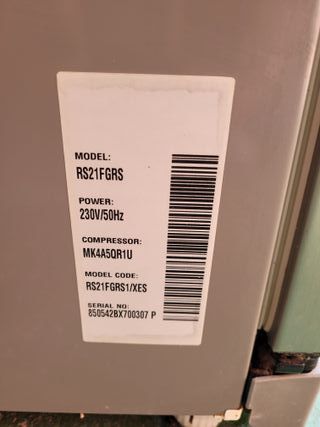 MODEL:
RS21FGRS
POWER:
230V/50Hz
COMPRESSOR:
MK4A5QR1U
MODEL CODE:
RS21FGRS1/XES
SERIAL NO:
850542BX700307 P